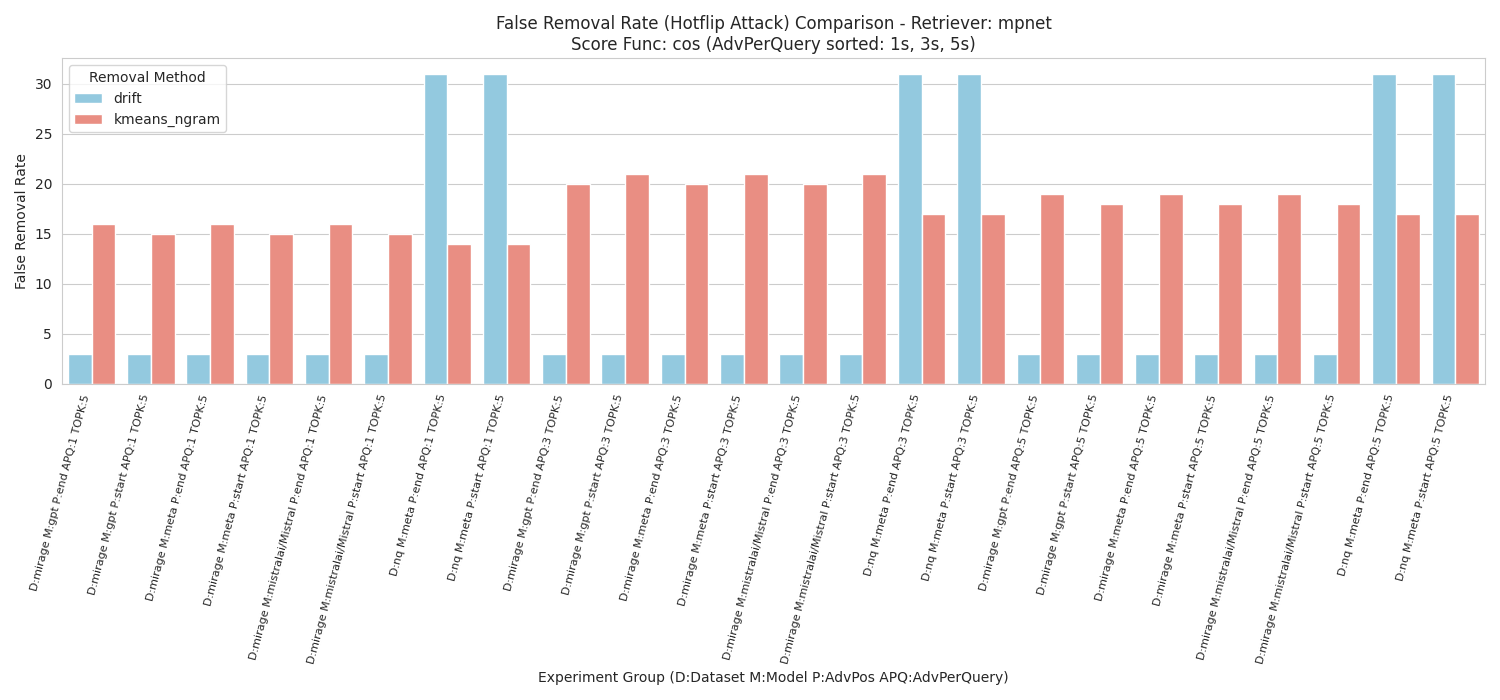 False Removal Rate (Hotflip Attack) Comparison - Retriever: mpnet
Score Func: cos (AdvPerQuery sorted: 1s, 3s, 5s)
Removal Method
drift
kmeans_ngram
False Removal Rate
30
25
20
15
10
5
0
D:mirage M:gpt P:end APQ:1 TOPK:5
D:mirage M:gpt P:start APQ:1 TOPK:5
D:mirage M:meta P:end APQ:1 TOPK:5
D:mirage M:meta P:start APQ:1 TOPK:5
D:mirage M:mistralai/Mistral P:end APQ:1 TOPK:5
D:mirage M:mistralai/Mistral P:start APQ:1 TOPK:5
D:nq M:meta P:end APQ:1 TOPK:5
D:nq M:meta P:start APQ:1 TOPK:5
D:mirage M:gpt P:end APQ:3 TOPK:5
D:mirage M:gpt P:start APQ:3 TOPK:5
D:mirage M:meta P:end APQ:3 TOPK:5
D:mirage M:meta P:start APQ:3 TOPK:5
D:mirage M:mistralai/Mistral P:end APQ:3 TOPK:5
D:mirage M:mistralai/Mistral P:start APQ:3 TOPK:5
D:nq M:meta P:end APQ:3 TOPK:5
D:nq M:meta P:start APQ:3 TOPK:5
D:mirage M:gpt P:end APQ:5 TOPK:5
D:mirage M:gpt P:start APQ:5 TOPK:5
D:mirage M:meta P:end APQ:5 TOPK:5
D:mirage M:meta P:start APQ:5 TOPK:5
D:mirage M:mistralai/Mistral P:end APQ:5 TOPK:5
D:mirage M:mistralai/Mistral P:start APQ:5 TOPK:5
D:nq M:meta P:end APQ:5 TOPK:5
D:nq M:meta P:start APQ:5 TOPK:5
Experiment Group (D:Dataset M:Model P:AdvPos APQ:AdvPerQuery)